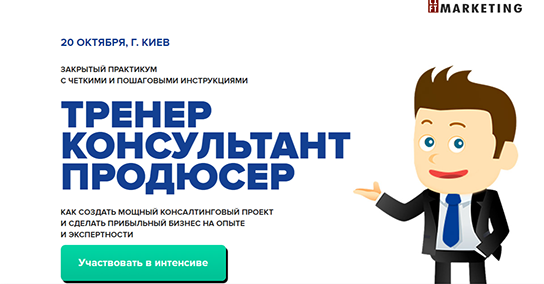 MARKETING
20 ОКТЯБРЯ, Г. КИЕВ
ЗАКРЫТЫЙ ПРАКТИКУМ
С ЧЕТКИМИ И ПОШАГОВЫМИ ИНСТРУКЦИЯМИ
ТРЕНЕР
КОНСУЛЬТАНТ
ПРОДЮСЕР
КАК СОЗДАТЬ МОЩНЫЙ КОНСАЛТИНГОВЫЙ ПРОЕКТ
И СДЕЛАТЬ ПРИБЫЛЬНЫЙ БИЗНЕС НА ОПЫТЕ
И ЭКСПЕРТНОСТИ
Участвовать в интенсиве